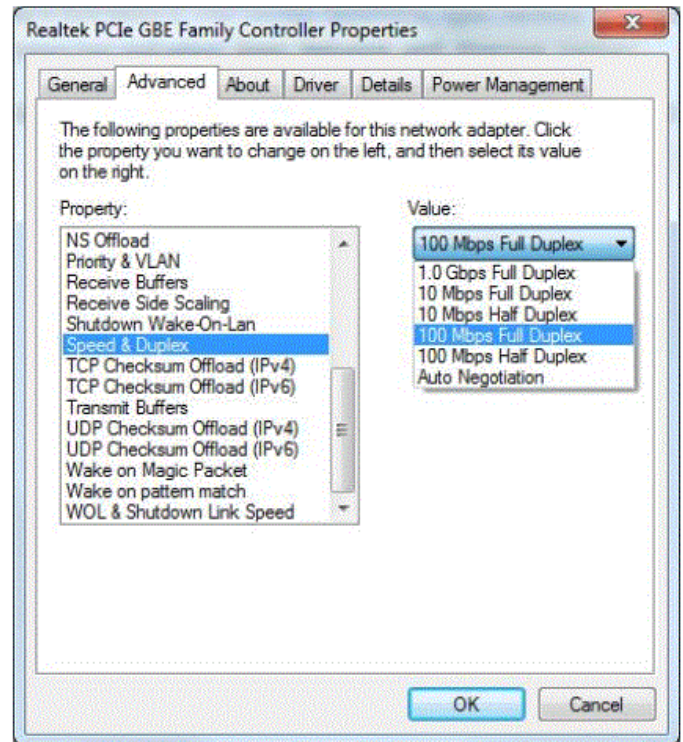 Realtek PCIe GBE Family Controller Properties
General Advanced About Driver Details Power Management
The following properties are available for this network adapter. Click
the property you want to change on the left, and then select its value
on the right.
Property:
NS Offload
Priority & VLAN
Receive Buffers
Receive Side Scaling
Shutdown Wake-On-Lan
Speed & Duplex
TCP Checksum Offload (IPv4)
TCP Checksum Offload (IPv6)
Transmit Buffers
UDP Checksum Offload (IPv4)
UDP Checksum Offload (IPv6)
Wake on Magic Packet
Wake on pattern match
WOL & Shutdown Link Speed
Value:
100 Mbps Full Duplex
1.0 Gbps Full Duplex
10 Mbps Full Duplex
10 Mbps Half Duplex
100 Mbps Full Duplex
100 Mbps Half Duplex
Auto Negotiation
OK Cancel